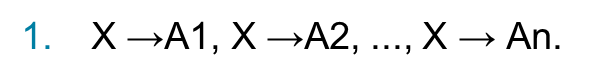 1. X →A1, X →A2, ..., X → An.